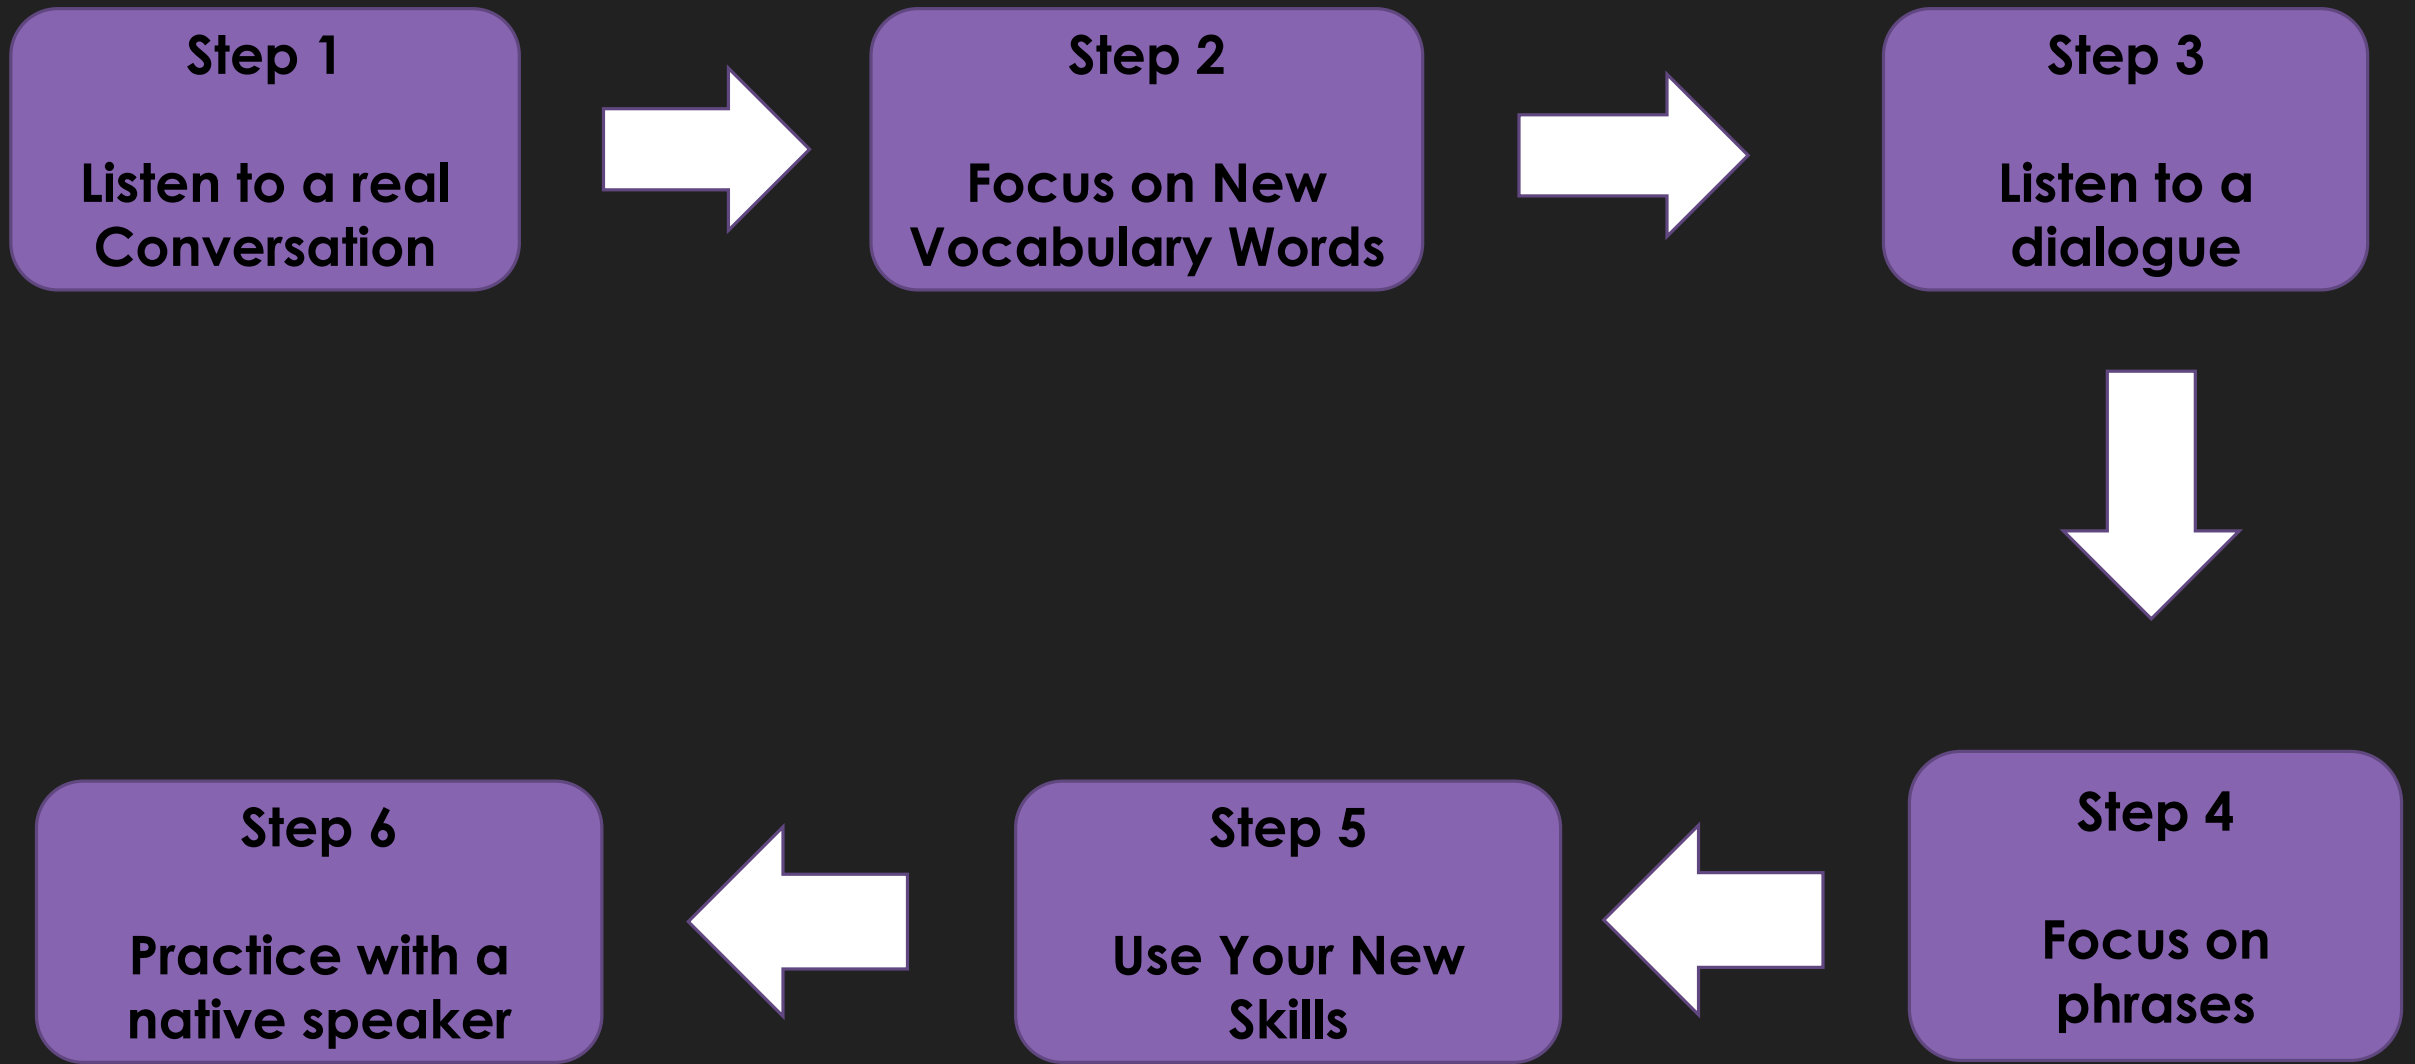 Step 1
Listen to a real
Conversation
Step 2
Focus on New
Vocabulary Words
Step 3
Listen to a
dialogue
Step 4
Focus on
phrases
Step 5
Use Your New
Skills
Step 6
Practice with a
native speaker